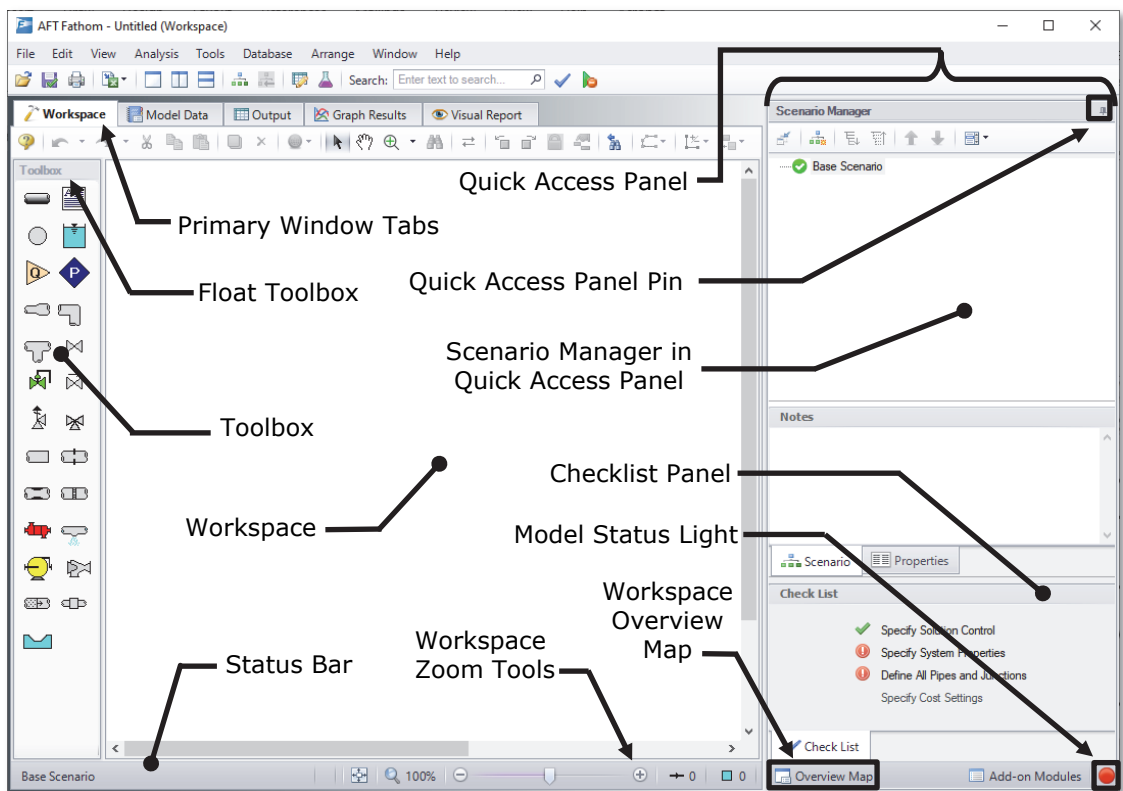 AFT Fathom - Untitled (Workspace)
File Edit View Analysis Tools Database Arrange Window Help
Search: Enter text to search...
Workspace Model Data Output Graph Results Visual Report
Scenario Manager
Toolbox
Base Scenario
Quick Access Panel
Primary Window Tabs
Q P
Float Toolbox
Quick Access Panel Pin
Scenario Manager in
Quick Access Panel
Notes
Toolbox
Checklist Panel
Workspace
Model Status Light
Scenario Properties
Workspace
Overview
Map
Check List
Specify Solution Control
Specify System Properties
Define All Pipes and Junctions
Specify Cost Settings
Workspace
Zoom Tools
Status Bar
Check List
Base Scenario 100% 0 0 Overview Map Add-on Modules